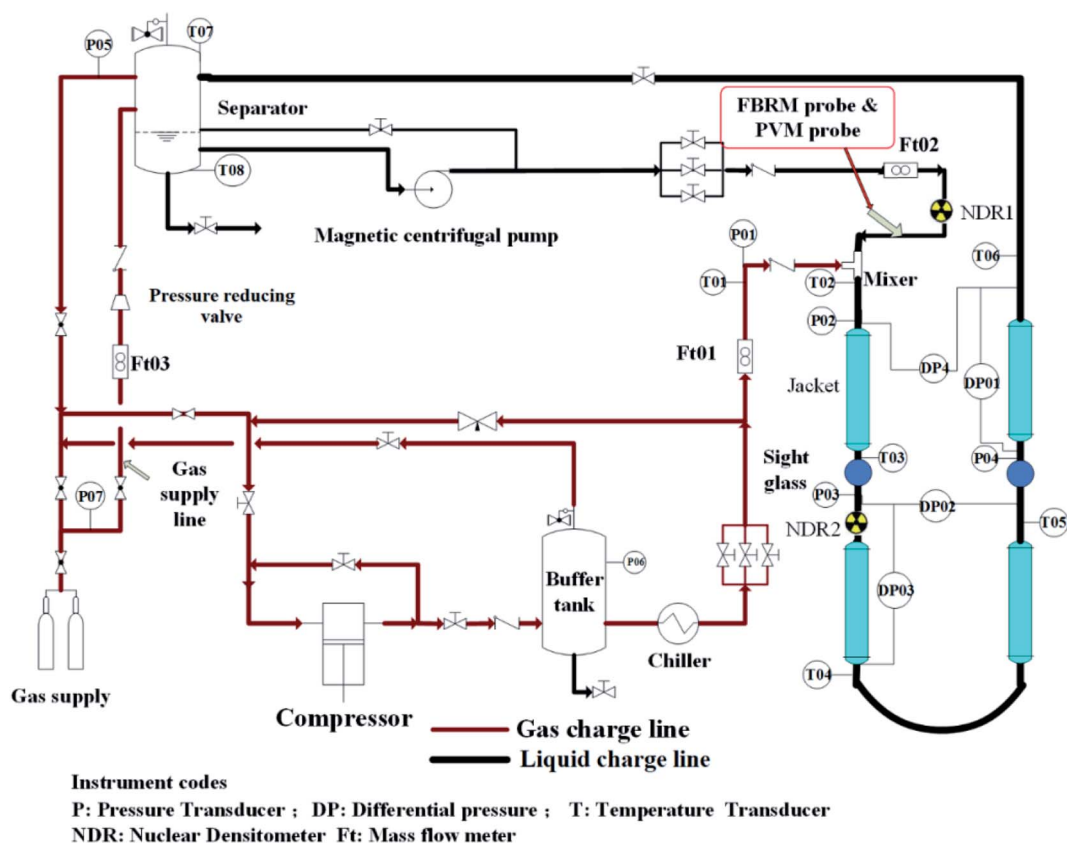 T07
P05
Separator
FBRM probe &
PVM probe
Ft02
T08
NDR1
Magnetic centrifugal pump
P01
T01
T02
Mixer
T06
Pressure reducing
valve
P02
Ft01
Ft03
Jacket
DP4
DP01
Gas
supply
line
P07
Sight
glass
T03
P04
P03
DP02
NDR2
T05
P06
Buffer
tank
DP03
Chiller
T04
Gas supply
Compressor
Gas charge line
Liquid charge line
Instrument codes
P: Pressure Transducer ; DP: Differential pressure ; T: Temperature Transducer
NDR: Nuclear Densitometer Ft: Mass flow meter